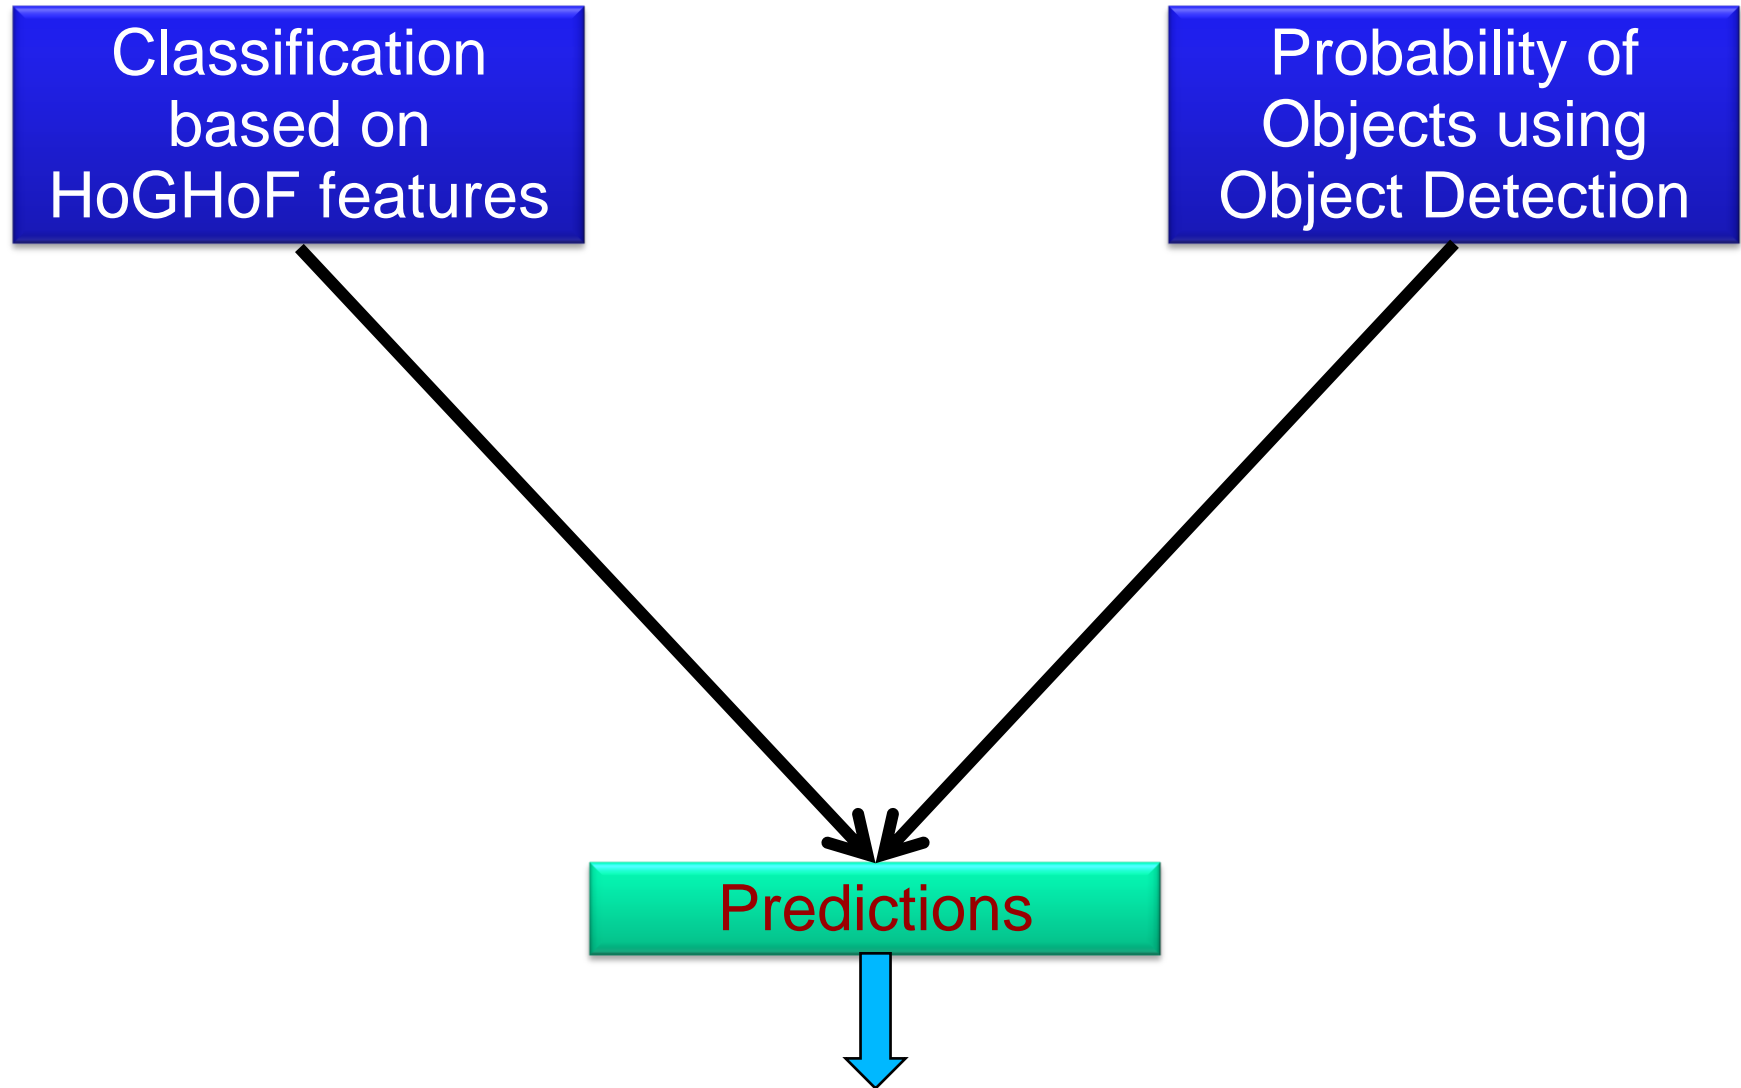 Classification
based on
HoGHoF features
Probability of
Objects using
Object Detection
Predictions